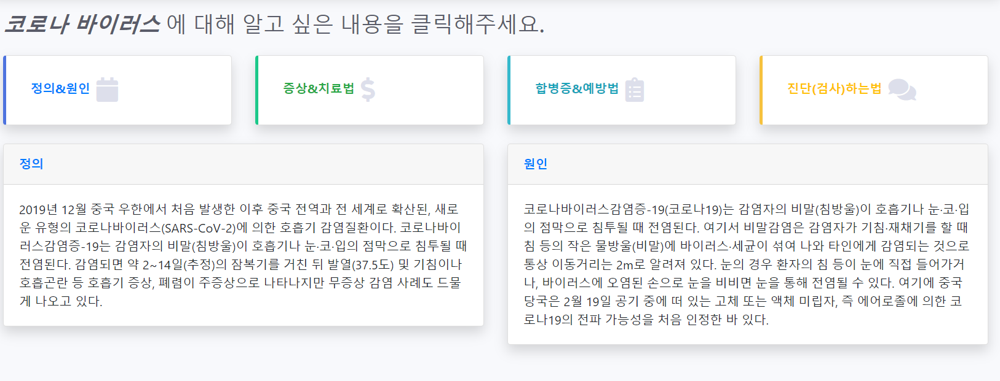 코로나 바이러스 에 대해 알고 싶은 내용을 클릭해주세요.
정의&원인
증상&치료법
합병증&예방법
진단(검사)하는법
정의
2019년 12월 중국 우한에서 처음 발생한 이후 중국 전역과 전 세계로 확산된, 새로
운 유형의 코로나바이러스(SARS-CoV-2)에 의한 호흡기 감염질환이다. 코로나바이
러스감염증-19는 감염자의 비말(침방울)이 호흡기나 눈·코·입의 점막으로 침투될 때
전염된다. 감염되면 약 2~14일(추정)의 잠복기를 거친 뒤 발열(37.5도) 및 기침이나
호흡곤란 등 호흡기 증상, 폐렴이 주증상으로 나타나지만 무증상 감염 사례도 드물
게 나오고 있다.
원인
코로나바이러스감염증-19(코로나19)는 감염자의 비말(침방울)이 호흡기나 눈·코·입
의 점막으로 침투될 때 전염된다. 여기서 비말감염은 감염자가 기침·재채기를 할 때
침 등의 작은 물방울(비말)에 바이러스·세균이 섞여 나와 타인에게 감염되는 것으로
통상 이동거리는 2m로 알려져 있다. 눈의 경우 환자의 침 등이 눈에 직접 들어가거
나, 바이러스에 오염된 손으로 눈을 비비면 눈을 통해 전염될 수 있다. 여기에 중국
당국은 2월 19일 공기 중에 떠 있는 고체 또는 액체 미립자, 즉 에어로졸에 의한 코
로나19의 전파 가능성을 처음 인정한 바 있다.